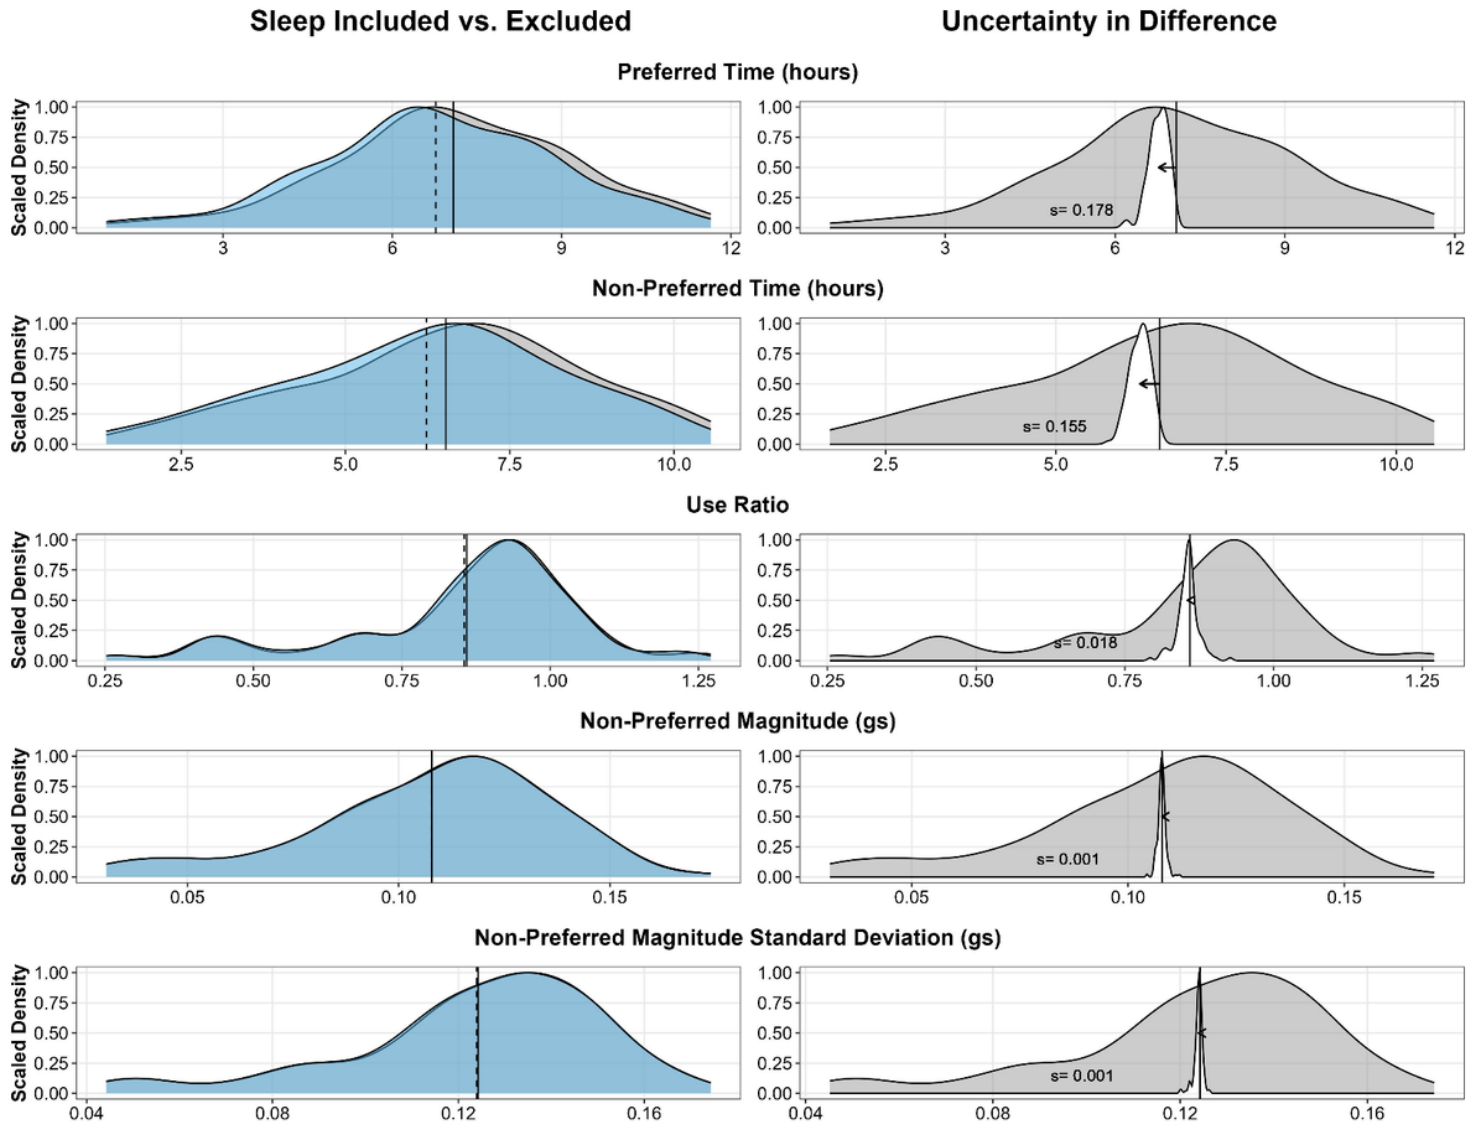 Sleep Included vs. Excluded
Uncertainty in Difference
Preferred Time (hours)
Scaled Density
1.00
0.75
0.50
0.25
0.00
3 6 9 12
1.00
0.75
0.50
0.25
0.00
s= 0.178
3 6 9 12
Non-Preferred Time (hours)
Scaled Density
1.00
0.75
0.50
0.25
0.00
2.5 5.0 7.5 10.0
1.00
0.75
0.50
0.25
0.00
s= 0.155
2.5 5.0 7.5 10.0
Use Ratio
Scaled Density
1.00
0.75
0.50
0.25
0.00
0.25 0.50 0.75 1.00 1.25
1.00
0.75
0.50
0.25
0.00
s= 0.018
0.25 0.50 0.75 1.00 1.25
Non-Preferred Magnitude (gs)
Scaled Density
1.00
0.75
0.50
0.25
0.00
0.05 0.10 0.15
1.00
0.75
0.50
0.25
0.00
s= 0.001
0.05 0.10 0.15
Non-Preferred Magnitude Standard Deviation (gs)
Scaled Density
1.00
0.75
0.50
0.25
0.00
0.04 0.08 0.12 0.16
1.00
0.75
0.50
0.25
0.00
s= 0.001
0.04 0.08 0.12 0.16